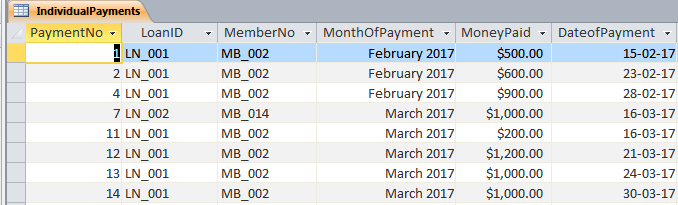 IndividualPayments
PaymentNo LoanID MemberNo MonthOfPayment MoneyPaid DateofPayment
1 LN_001 MB_002 February 2017 $500.00 15-02-17
2 LN_001 MB_002 February 2017 $600.00 23-02-17
4 LN_001 MB_002 February 2017 $900.00 28-02-17
7 LN_002 MB_014 March 2017 $1,000.00 16-03-17
11 LN_001 MB_002 March 2017 $200.00 16-03-17
12 LN_001 MB_002 March 2017 $1,200.00 21-03-17
13 LN_001 MB_002 March 2017 $1,000.00 24-03-17
14 LN_001 MB_002 March 2017 $1,000.00 30-03-17